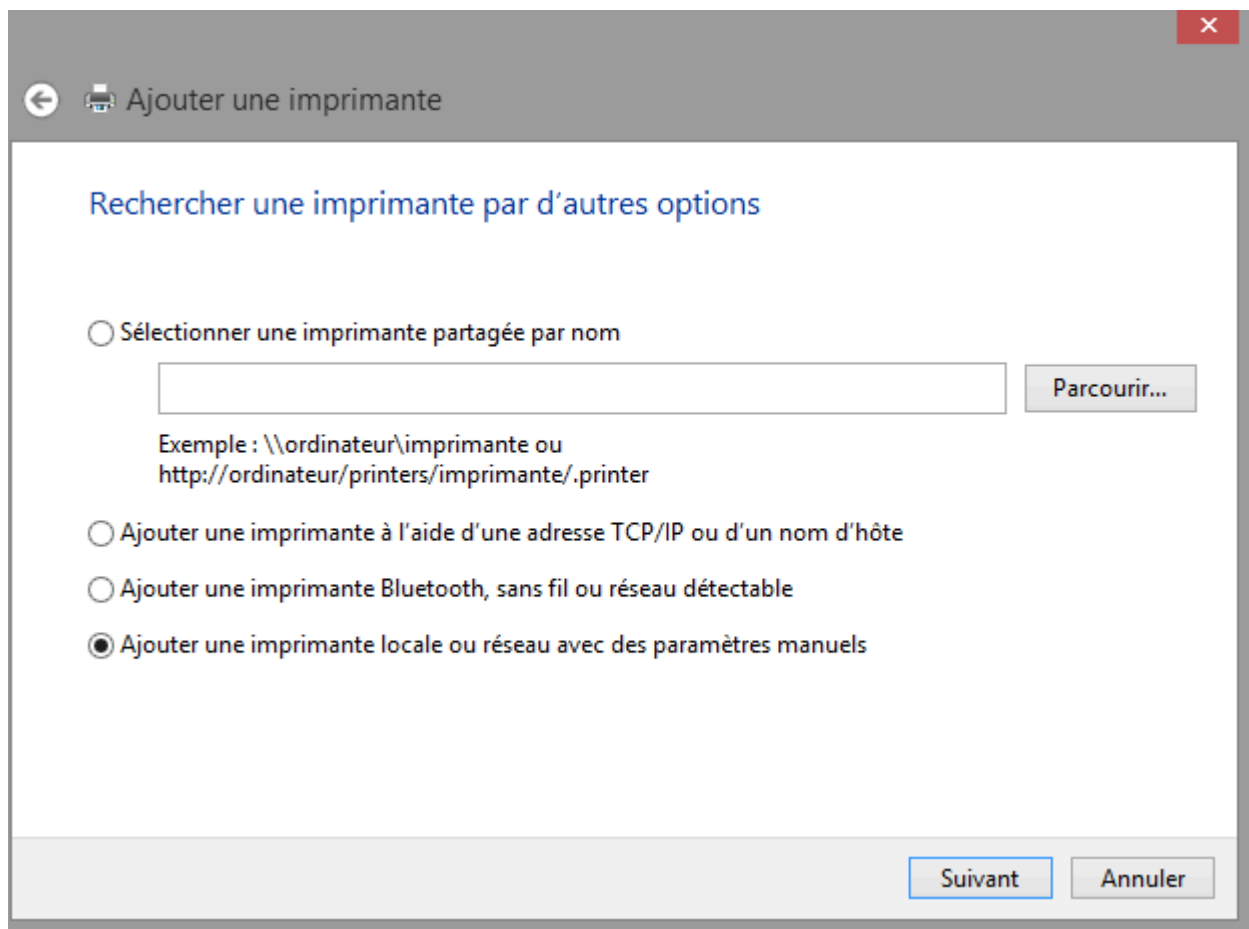 Ajouter une imprimante
Rechercher une imprimante par d’autres options
Sélectionner une imprimante partagée par nom
Parcourir...
Exemple : \\ordinateur\imprimante ou
http://ordinateur/printers/imprimante/.printer
Ajouter une imprimante à l’aide d’une adresse TCP/IP ou d’un nom d’hôte
Ajouter une imprimante Bluetooth, sans fil ou réseau détectable
Ajouter une imprimante locale ou réseau avec des paramètres manuels
Suivant
Annuler